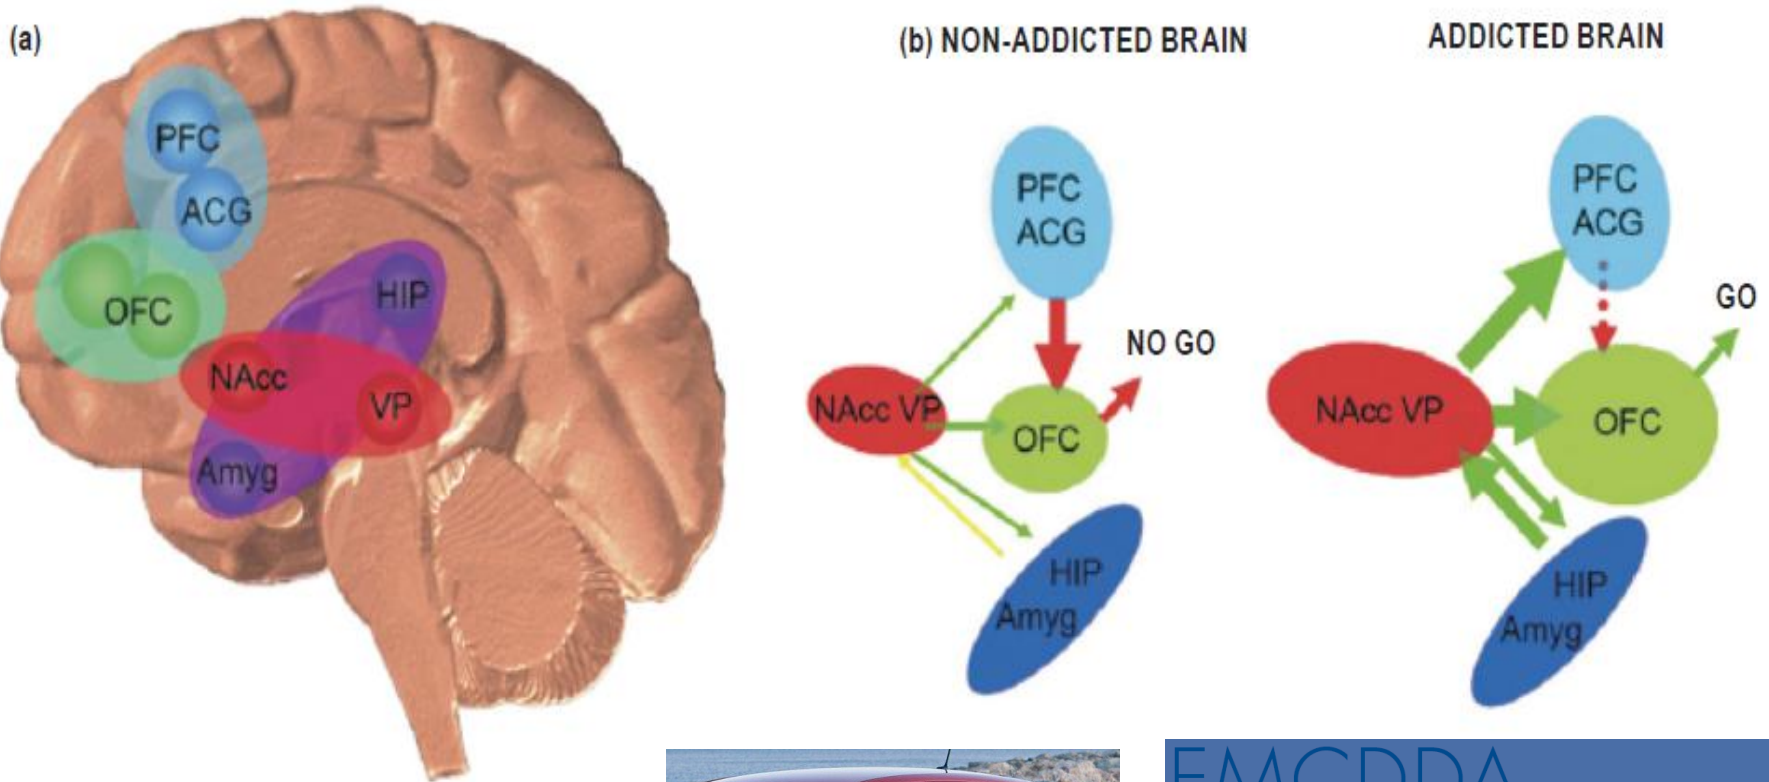 (a)
PFC
ACG
OFC
HIP
NAcc
VP
Amyg
(b) NON-ADDICTED BRAIN
PFC
ACG
NO GO
NAcc VP
OFC
HIP
Amyg
ADDICTED BRAIN
PFC
ACG
GO
NAcc VP
OFC
HIP
Amyg
EMCDDA